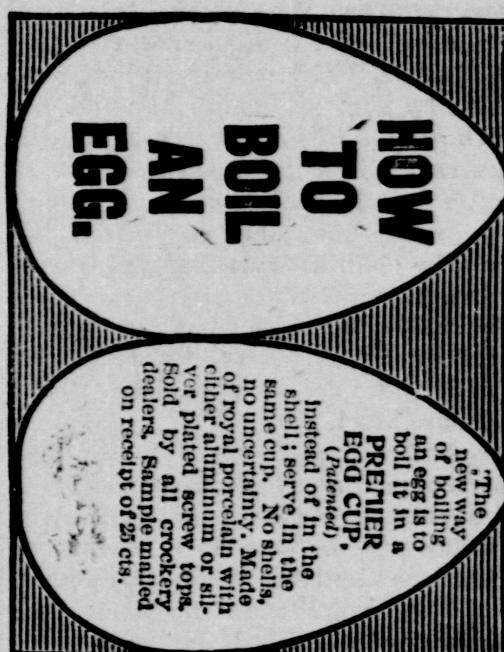 HOW
TO
BOIL
AN
EGG.
The
new way
of boiling
an egg is to
boil it in a
PREMIER
EGG CUP,
(Patented)
instead of in the
shell; serve in the
same cup. No shells,
no uncertainty. Made
of royal porcelain with
either aluminum or sil-
ver plated screw tops.
Sold by all crockery
dealers. Sample mailed
on receipt of 25 cts.